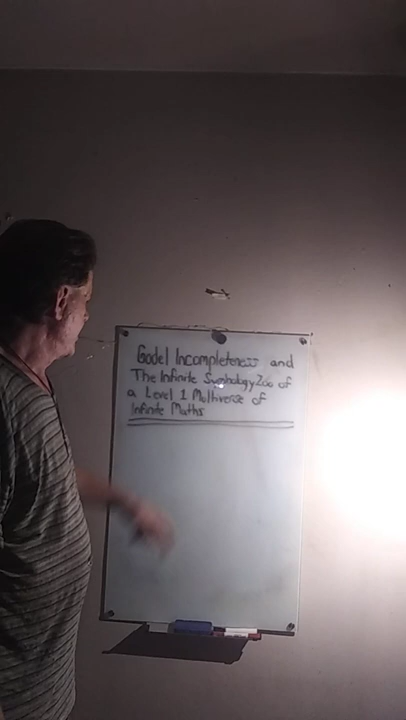 Godel Incompleteness and
The Infinite Symbology Zoo of
a Level 1 Multiverse of
Infinite Maths